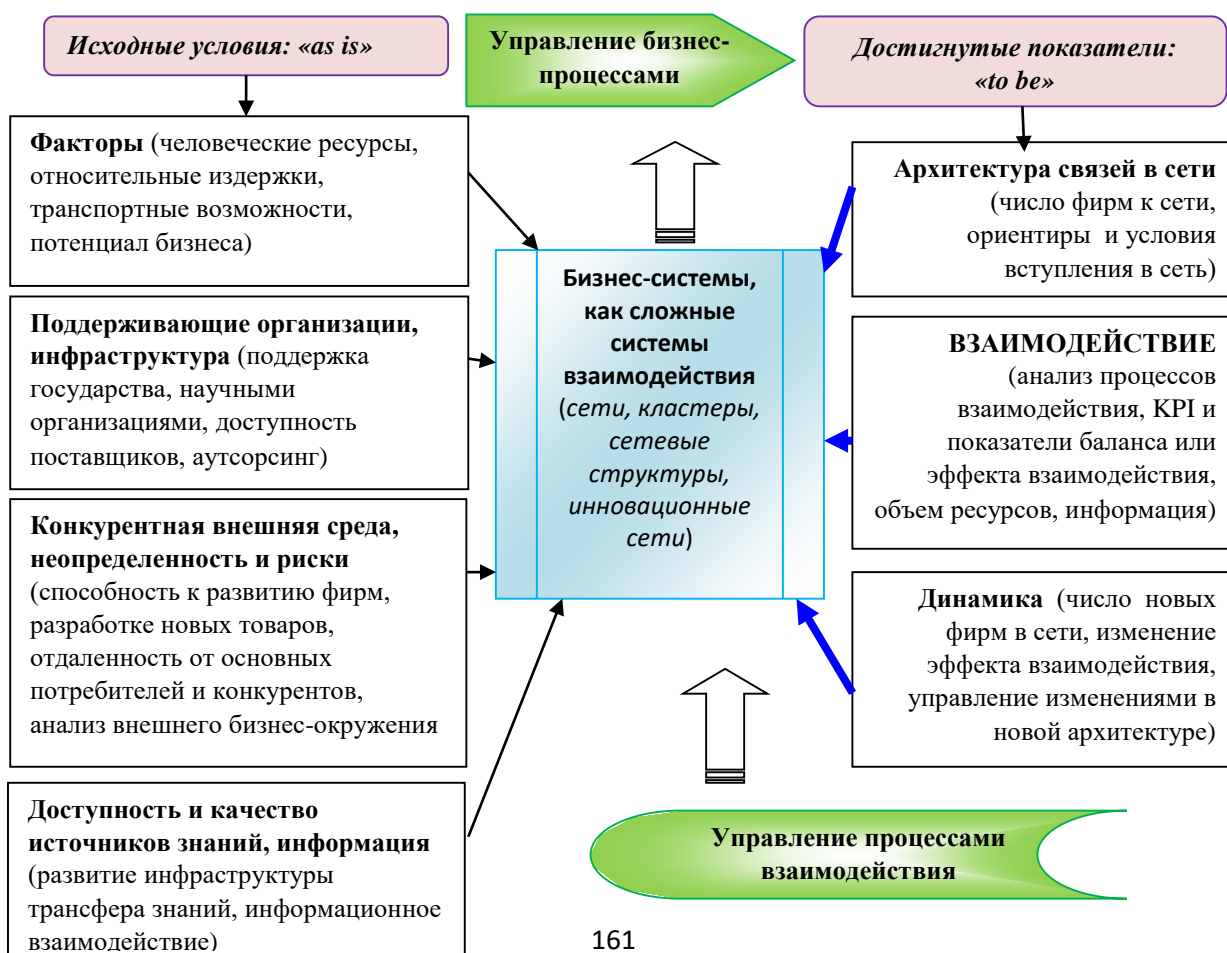 Исходные условия: «as is»
Управление бизнес-
процессами
Достигнутые показатели:
«to be»
Факторы (человеческие ресурсы,
относительные издержки,
транспортные возможности,
потенциал бизнеса)
Поддерживающие организации,
инфраструктура (поддержка
государства, научными
организациями, доступность
поставщиков, аутсорсинг)
Конкурентная внешняя среда,
неопределенность и риски
(способность к развитию фирм,
разработке новых товаров,
отдаленность от основных
потребителей и конкурентов,
анализ внешнего бизнес-окружения
Доступность и качество
источников знаний, информация
(развитие инфраструктуры
трансфера знаний, информационное
взаимодействие)
Бизнес-системы,
как сложные
системы
взаимодействия
(сети, кластеры,
сетевые
структуры,
инновационные
сети)
Архитектура связей в сети
(число фирм к сети,
ориентиры и условия
вступления в сеть)
ВЗАИМОДЕЙСТВИЕ
(анализ процессов
взаимодействия, KPI и
показатели баланса или
эффекта взаимодействия,
объем ресурсов, информация)
Динамика (число новых
фирм в сети, изменение
эффекта взаимодействия,
управление изменениями в
новой архитектуре)
Управление процессами
взаимодействия
161